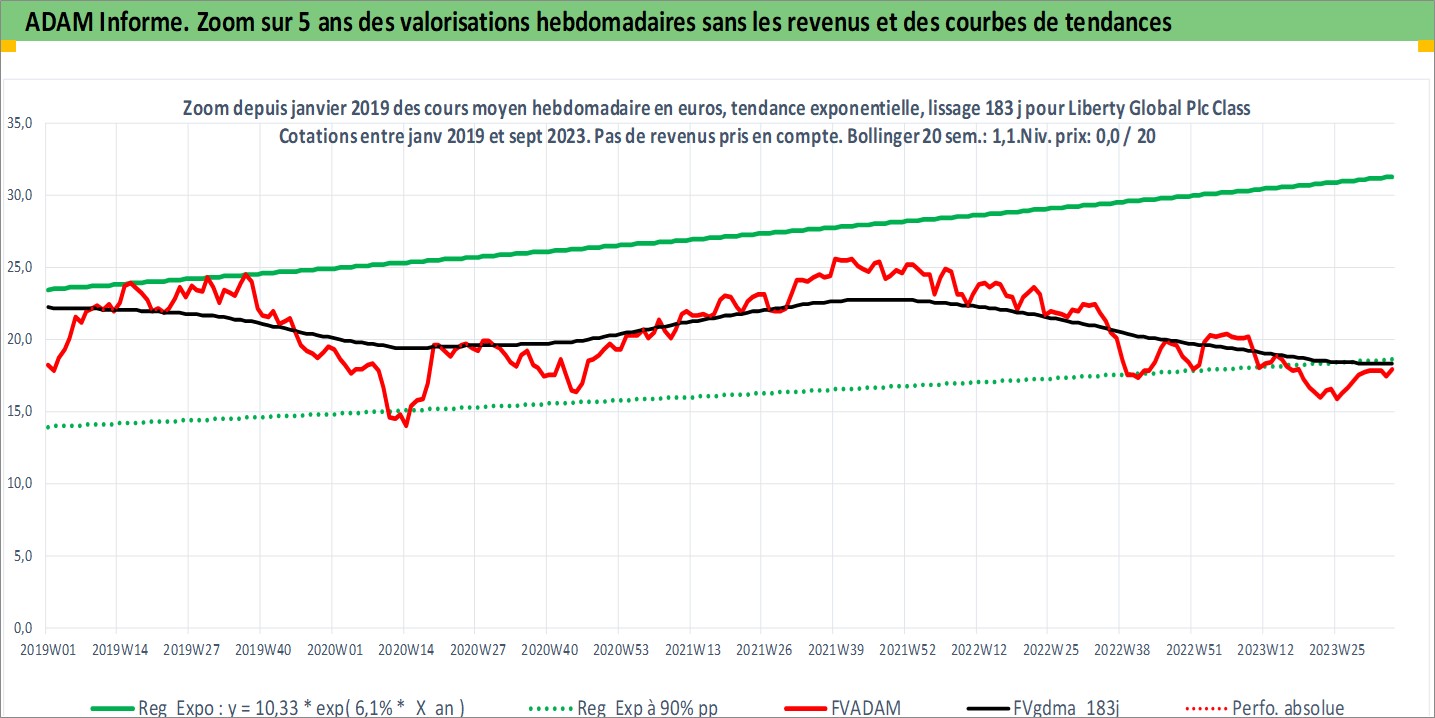 ADAM Informe. Zoom sur 5 ans des valorisations hebdomadaires sans les revenus et des courbes de tendances
Zoom depuis janvier 2019 des cours moyen hebdomadaire en euros, tendance exponentielle, lissage 183 j pour Liberty Global Plc Class
Cotations entre janv 2019 et sept 2023. Pas de revenus pris en compte. Bollinger 20 sem.: 1,1.Niv. prix: 0,0 / 20
35,0
30,0
25,0
20,0
15,0
10,0
5,0
0,0
2019W01 2019W14 2019W27 2019W40 2020W01 2020W14 2020W27 2020W40 2020W53 2021W13 2021W26 2021W39 2021W52 2022W12 2022W25 2022W38 2022W51 2023W12 2023W25
Reg Expo : y = 10,33 * exp( 6,1% * X an ) Reg Exp à 90% pp FVADAM FVgdma 183j Perfo. absolue